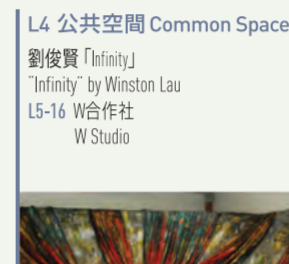 L4 公共空間 Common Space
劉俊賢「Infinity」
"Infinity" by Winston Lau
L5-16 W合作社
W Studio